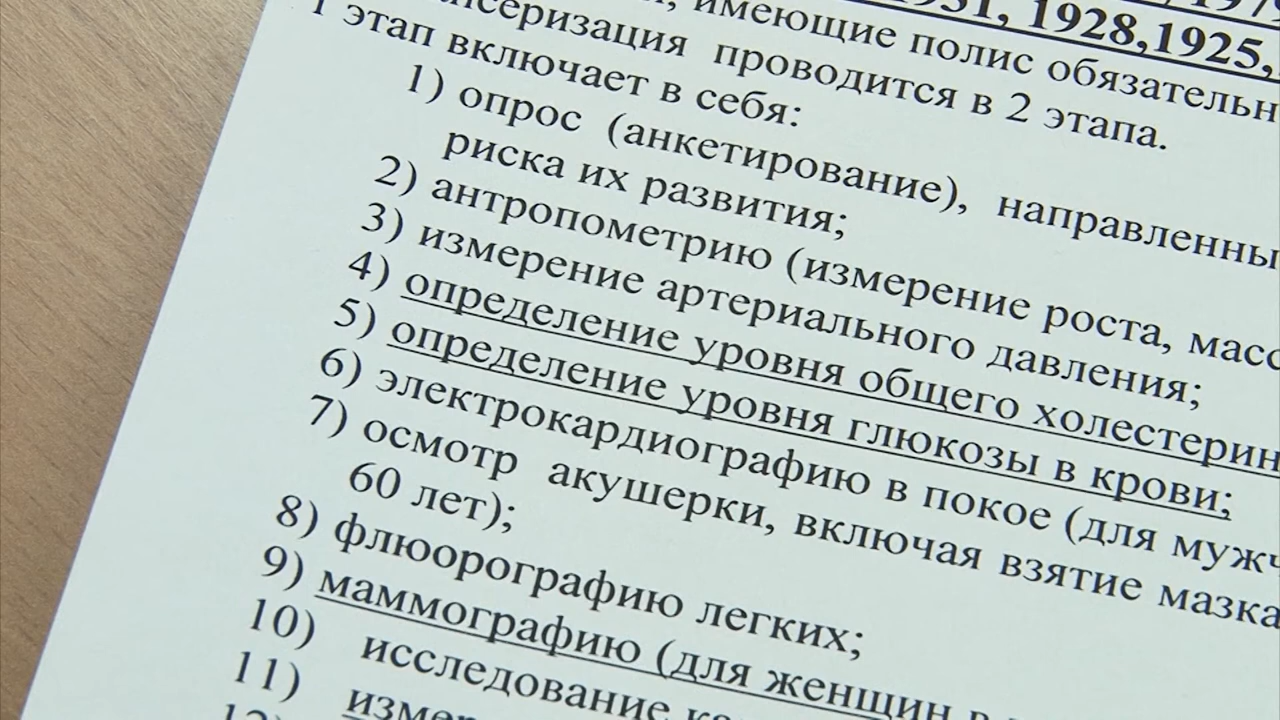 1931, 1928,1925,
имеющие полис обязательн
проводится в 2 этапа.
1 этап включает в себя:
1) опрос (анкетирование), направленны
риска их развития;
2) антропометрию (измерение роста, масс
3) измерение артериального давления;
4) определение уровня общего холестерин
5) определение уровня глюкозы в крови;
6) электрокардиографию в покое (для мужч
7) осмотр акушерки, включая взятие мазка
60 лет);
8) флюорографию легких;
9) маммографию (для женщин в
10) исследование
11)
12)